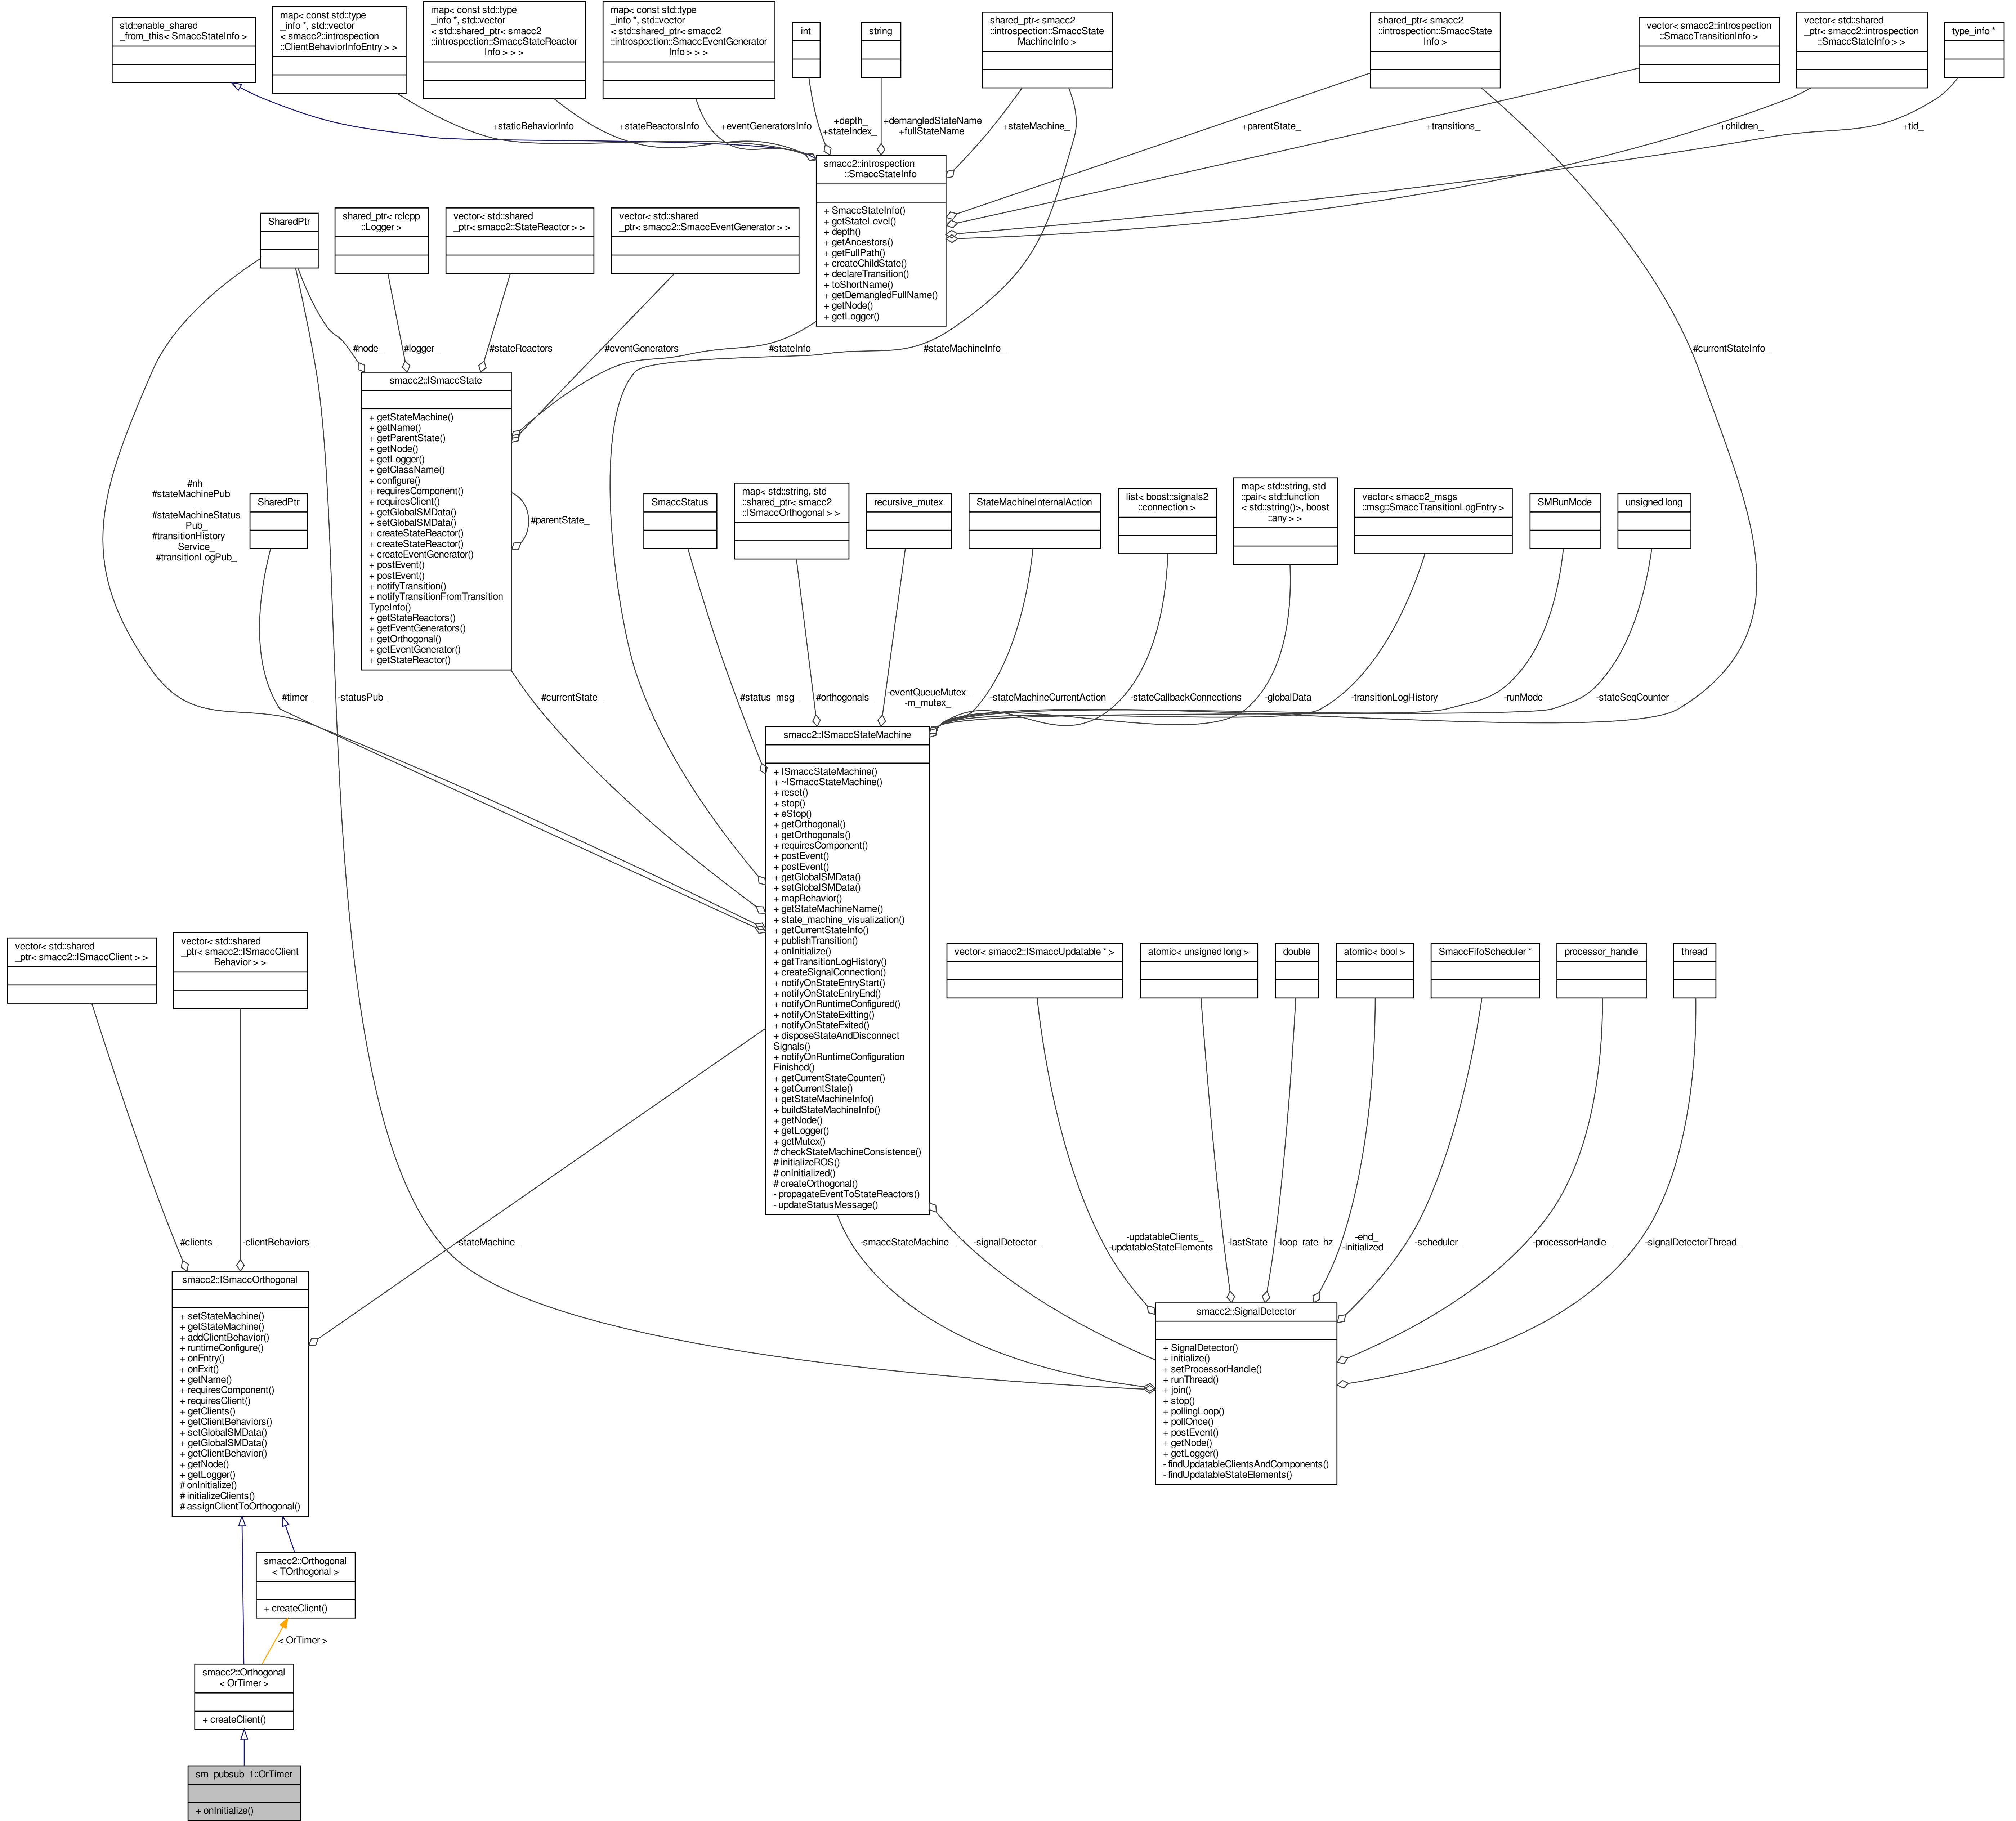 std::enable_shared
_from_this< SmaccStateInfo >
map< const std::type
_info *, std::vector
< smacc2::introspection
::ClientBehaviorInfoEntry > >
map< const std::type
_info *, std::vector
< std::shared_ptr< smacc2
::introspection::SmaccStateReactor
Info > > >
map< const std::type
_info *, std::vector
< std::shared_ptr< smacc2
::introspection::SmaccEventGenerator
Info > > >
int
string
shared_ptr< smacc2
::introspection::SmaccState
MachineInfo >
shared_ptr< smacc2
::introspection::SmaccState
Info >
vector< smacc2::introspection
::SmaccTransitionInfo >
vector< std::shared
_ptr< smacc2::introspection
::SmaccStateInfo > >
type_info *
+staticBehaviorInfo
+stateReactorsInfo
+eventGeneratorsInfo
+depth_
+stateIndex_
+demangledStateName
+fullStateName
+stateMachine_
+parentState_
+transitions_
+children_
+tid_
smacc2::introspection
::SmaccStateInfo
+ SmaccStateInfo()
+ getStateLevel()
+ depth()
+ getAncestors()
+ getFullPath()
+ createChildState()
+ declareTransition()
+ toShortName()
+ getDemangledFullName()
+ getNode()
+ getLogger()
SharedPtr
shared_ptr< rclcpp
::Logger >
vector< std::shared
_ptr< smacc2::StateReactor > >
vector< std::shared
_ptr< smacc2::SmaccEventGenerator > >
#node_
#logger_
#stateReactors_
#eventGenerators_
#stateInfo_
#stateMachineInfo_
#currentStateInfo_
smacc2::ISmaccState
+ getStateMachine()
+ getName()
+ getParentState()
+ getNode()
+ getLogger()
+ getClassName()
+ configure()
+ requiresComponent()
+ requiresClient()
+ getGlobalSMData()
+ setGlobalSMData()
+ createStateReactor()
+ createStateReactor()
+ createEventGenerator()
+ postEvent()
+ postEvent()
+ notifyTransition()
+ notifyTransitionFromTransition
TypeInfo()
+ getStateReactors()
+ getEventGenerators()
+ getOrthogonal()
+ getEventGenerator()
+ getStateReactor()
#parentState_
#nh_
#stateMachinePub
_
#stateMachineStatus
Pub_
#transitionHistory
Service_
#transitionLogPub_
SharedPtr
SmaccStatus
map< std::string, std
::shared_ptr< smacc2
::ISmaccOrthogonal > >
recursive_mutex
StateMachineInternalAction
list< boost::signals2
::connection >
map< std::string, std
::pair< std::function
< std::string()>, boost
::any > >
vector< smacc2_msgs
::msg::SmaccTransitionLogEntry >
SMRunMode
unsigned long
#timer_
-statusPub_
#currentState_
#status_msg_
#orthogonals_
-eventQueueMutex_
-m_mutex_
-stateMachineCurrentAction
-stateCallbackConnections
-globalData_
-transitionLogHistory_
-runMode_
-stateSeqCounter_
smacc2::ISmaccStateMachine
+ ISmaccStateMachine()
+ ~ISmaccStateMachine()
+ reset()
+ stop()
+ eStop()
+ getOrthogonal()
+ getOrthogonals()
+ requiresComponent()
+ postEvent()
+ postEvent()
+ getGlobalSMData()
+ setGlobalSMData()
+ mapBehavior()
+ getStateMachineName()
+ state_machine_visualization()
+ getCurrentStateInfo()
+ publishTransition()
+ onInitialize()
+ getTransitionLogHistory()
+ createSignalConnection()
+ notifyOnStateEntryStart()
+ notifyOnStateEntryEnd()
+ notifyOnRuntimeConfigured()
+ notifyOnStateExitting()
+ notifyOnStateExited()
+ disposeStateAndDisconnect
Signals()
+ notifyOnRuntimeConfiguration
Finished()
+ getCurrentStateCounter()
+ getCurrentState()
+ getStateMachineInfo()
+ buildStateMachineInfo()
+ getNode()
+ getLogger()
+ getMutex()
# checkStateMachineConsistence()
# initializeROS()
# onInitialized()
# createOrthogonal()
- propagateEventToStateReactors()
- updateStatusMessage()
vector< std::shared
_ptr< smacc2::ISmaccClient > >
vector< std::shared
_ptr< smacc2::ISmaccClient
Behavior > >
vector< smacc2::ISmaccUpdatable * >
atomic< unsigned long >
double
atomic< bool >
SmaccFifoScheduler *
processor_handle
thread
#clients_
-clientBehaviors_
-stateMachine_
-smaccStateMachine_
-signalDetector_
-updatableClients_
-updatableStateElements_
-lastState_
-loop_rate_hz
-end_
-initialized_
-scheduler_
-processorHandle_
-signalDetectorThread_
smacc2::ISmaccOrthogonal
+ setStateMachine()
+ getStateMachine()
+ addClientBehavior()
+ runtimeConfigure()
+ onEntry()
+ onExit()
+ getName()
+ requiresComponent()
+ requiresClient()
+ getClients()
+ getClientBehaviors()
+ setGlobalSMData()
+ getGlobalSMData()
+ getClientBehavior()
+ getNode()
+ getLogger()
# onInitialize()
# initializeClients()
# assignClientToOrthogonal()
smacc2::SignalDetector
+ SignalDetector()
+ initialize()
+ setProcessorHandle()
+ runThread()
+ join()
+ stop()
+ pollingLoop()
+ pollOnce()
+ postEvent()
+ getNode()
+ getLogger()
- findUpdatableClientsAndComponents()
- findUpdatableStateElements()
smacc2::Orthogonal
< TOrthogonal >
+ createClient()
< OrTimer >
smacc2::Orthogonal
< OrTimer >
+ createClient()
sm_pubsub_1::OrTimer
+ onInitialize()